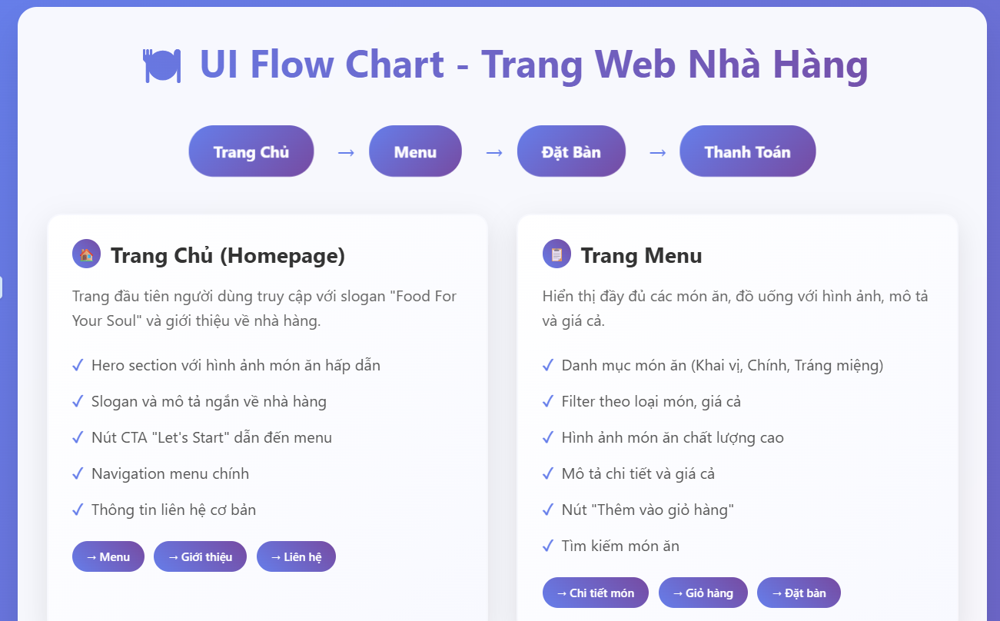 UI Flow Chart - Trang Web Nhà Hàng
Trang Chủ → Menu → Đặt Bàn → Thanh Toán
Trang Chủ (Homepage)
Trang đầu tiên người dùng truy cập với slogan "Food For
Your Soul" và giới thiệu về nhà hàng.
✓ Hero section với hình ảnh món ăn hấp dẫn
✓ Slogan và mô tả ngắn về nhà hàng
✓ Nút CTA "Let's Start" dẫn đến menu
✓ Navigation menu chính
✓ Thông tin liên hệ cơ bản
→ Menu → Giới thiệu → Liên hệ
Trang Menu
Hiển thị đầy đủ các món ăn, đồ uống với hình ảnh, mô tả
và giá cả.
✓ Danh mục món ăn (Khai vị, Chính, Tráng miệng)
✓ Filter theo loại món, giá cả
✓ Hình ảnh món ăn chất lượng cao
✓ Mô tả chi tiết và giá cả
✓ Nút "Thêm vào giỏ hàng"
✓ Tìm kiếm món ăn
→ Chi tiết món → Giỏ hàng → Đặt bàn